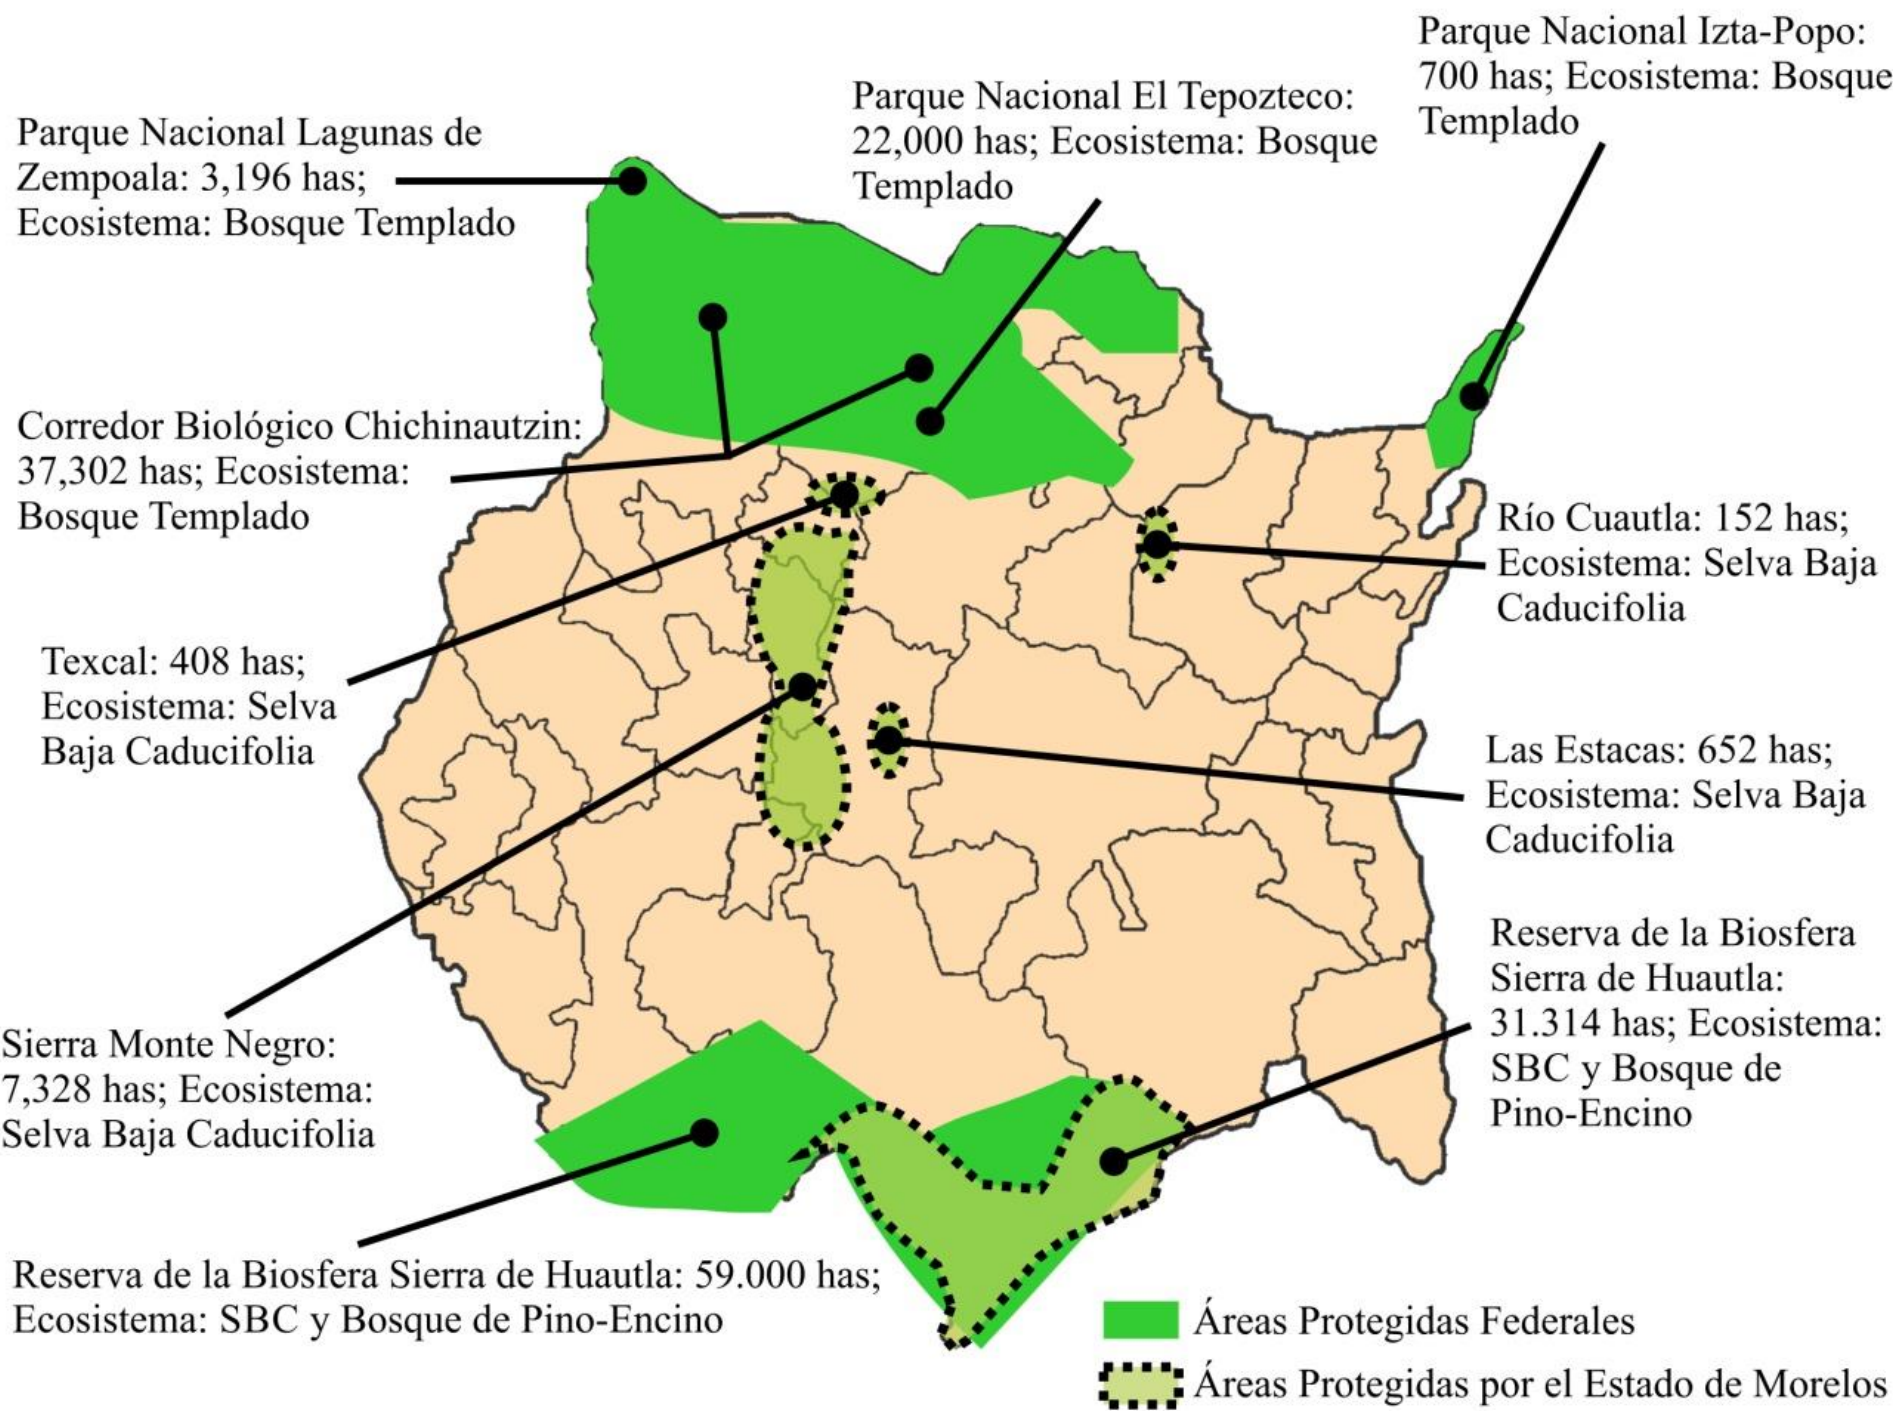 Parque Nacional Izta-Popo:
700 has; Ecosistema: Bosque
Templado
Parque Nacional El Tepozteco:
22,000 has; Ecosistema: Bosque
Templado
Parque Nacional Lagunas de
Zempoala: 3,196 has;
Ecosistema: Bosque Templado
Corredor Biológico Chichinautzin:
37,302 has; Ecosistema:
Bosque Templado
Río Cuautla: 152 has;
Ecosistema: Selva Baja
Caducifolia
Texcal: 408 has;
Ecosistema: Selva
Baja Caducifolia
Las Estacas: 652 has;
Ecosistema: Selva Baja
Caducifolia
Reserva de la Biosfera
Sierra de Huautla:
31.314 has; Ecosistema:
SBC y Bosque de
Pino-Encino
Sierra Monte Negro:
7,328 has; Ecosistema:
Selva Baja Caducifolia
Reserva de la Biosfera Sierra de Huautla: 59.000 has;
Ecosistema: SBC y Bosque de Pino-Encino
Áreas Protegidas Federales
Áreas Protegidas por el Estado de Morelos